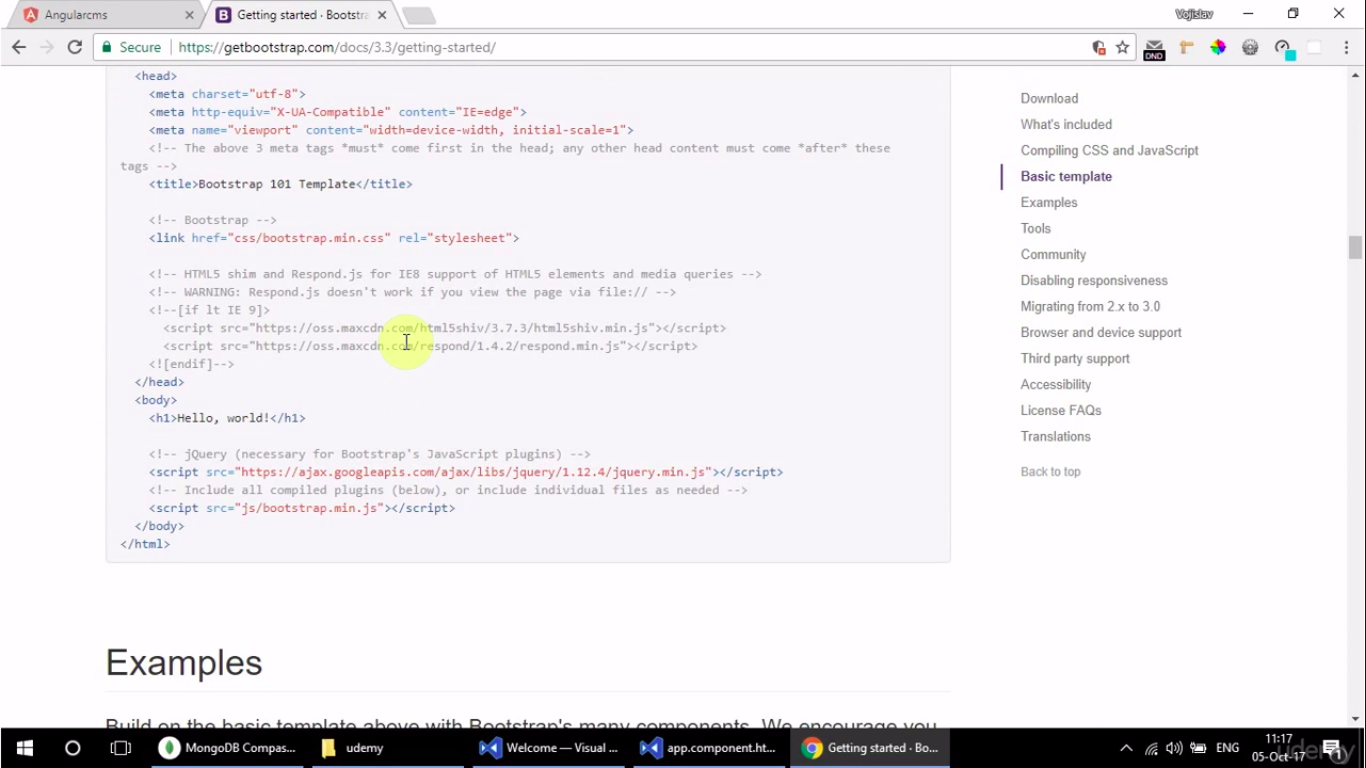 Angularcms
Getting started · Bootstra
Vojislav
Secure
https://getbootstrap.com/docs/3.3/getting-started/
DND
<head>
<meta charset="utf-8">
<meta http-equiv="X-UA-Compatible" content="IE=edge">
<meta name="viewport" content="width=device-width, initial-scale=1">
<!-- The above 3 meta tags *must* come first in the head; any other head content must come *after* these
tags -->
<title>Bootstrap 101 Template</title>
<!-- Bootstrap -->
<link href="css/bootstrap.min.css" rel="stylesheet">
<!-- HTML5 shim and Respond.js for IE8 support of HTML5 elements and media queries -->
<!-- WARNING: Respond.js doesn't work if you view the page via file:// -->
<!--[if lt IE 9]>
<script src="https://oss.maxcdn.com/html5shiv/3.7.3/html5shiv.min.js"></script>
<script src="https://oss.maxcdn.com/respond/1.4.2/respond.min.js"></script>
<![endif]-->
</head>
<body>
<h1>Hello, world!</h1>
<!-- jQuery (necessary for Bootstrap's JavaScript plugins) -->
<script src="https://ajax.googleapis.com/ajax/libs/jquery/1.12.4/jquery.min.js"></script>
<!-- Include all compiled plugins (below), or include individual files as needed -->
<script src="js/bootstrap.min.js"></script>
</body>
</html>
Examples
Build on the basic template above with Bootstrap's many components. We encourage you
Download
What's included
Compiling CSS and JavaScript
Basic template
Examples
Tools
Community
Disabling responsiveness
Migrating from 2.x to 3.0
Browser and device support
Third party support
Accessibility
License FAQs
Translations
Back to top
MongoDB Compas...
udemy
Welcome — Visual ...
app.component.ht...
Getting started - Bo...
ENG
11:17
05-Oct-17
1
udemy